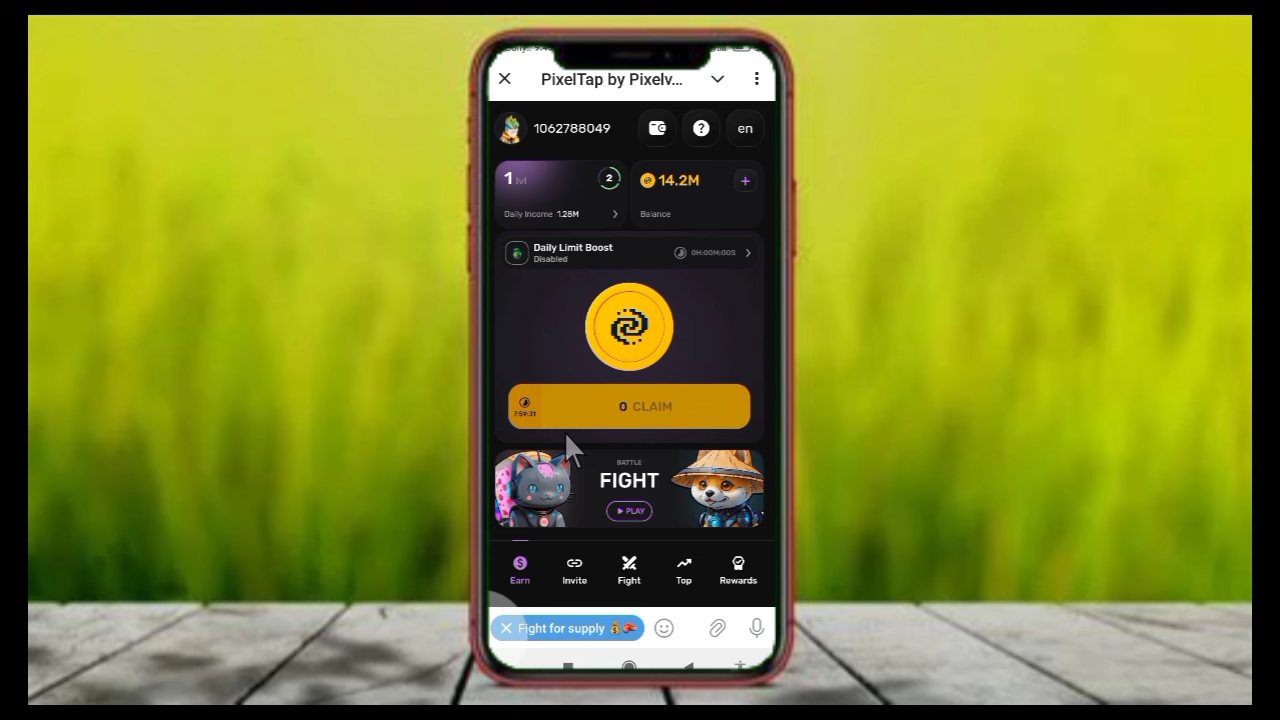 PixelTap by Pixelv...
1062788049
en
1 lvl
2
14.2M
+
Daily Income 1.28M
Balance
Daily Limit Boost
Disabled
0H:00M:00S
7:59:31
0 CLAIM
BATTLE
FIGHT
PLAY
Earn
Invite
Fight
Top
Rewards
Fight for supply 💰🥊